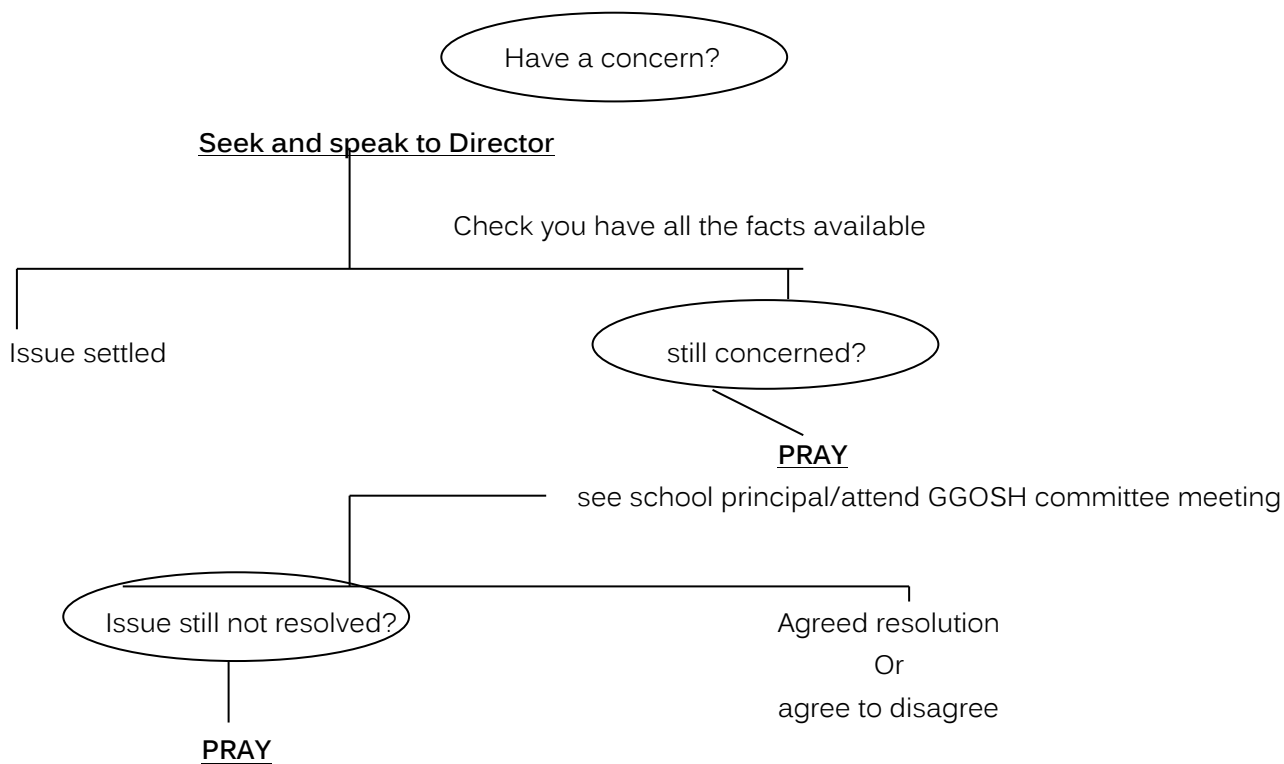 Have a concern?
Seek and speak to Director
Check you have all the facts available
Issue settled
still concerned?
PRAY
see school principal/attend GGOSH committee meeting
Issue still not resolved?
Agreed resolution
Or
agree to disagree
PRAY